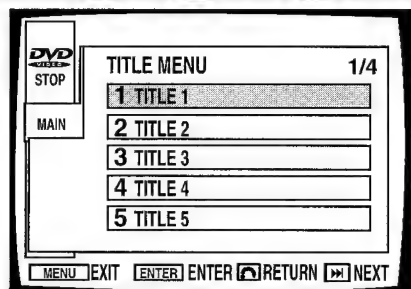 DVD
VIDEO
STOP
MAIN
TITLE MENU 1/4
1 TITLE 1
2 TITLE 2
3 TITLE 3
4 TITLE 4
5 TITLE 5
MENU EXIT ENTER ENTER RETURN NEXT